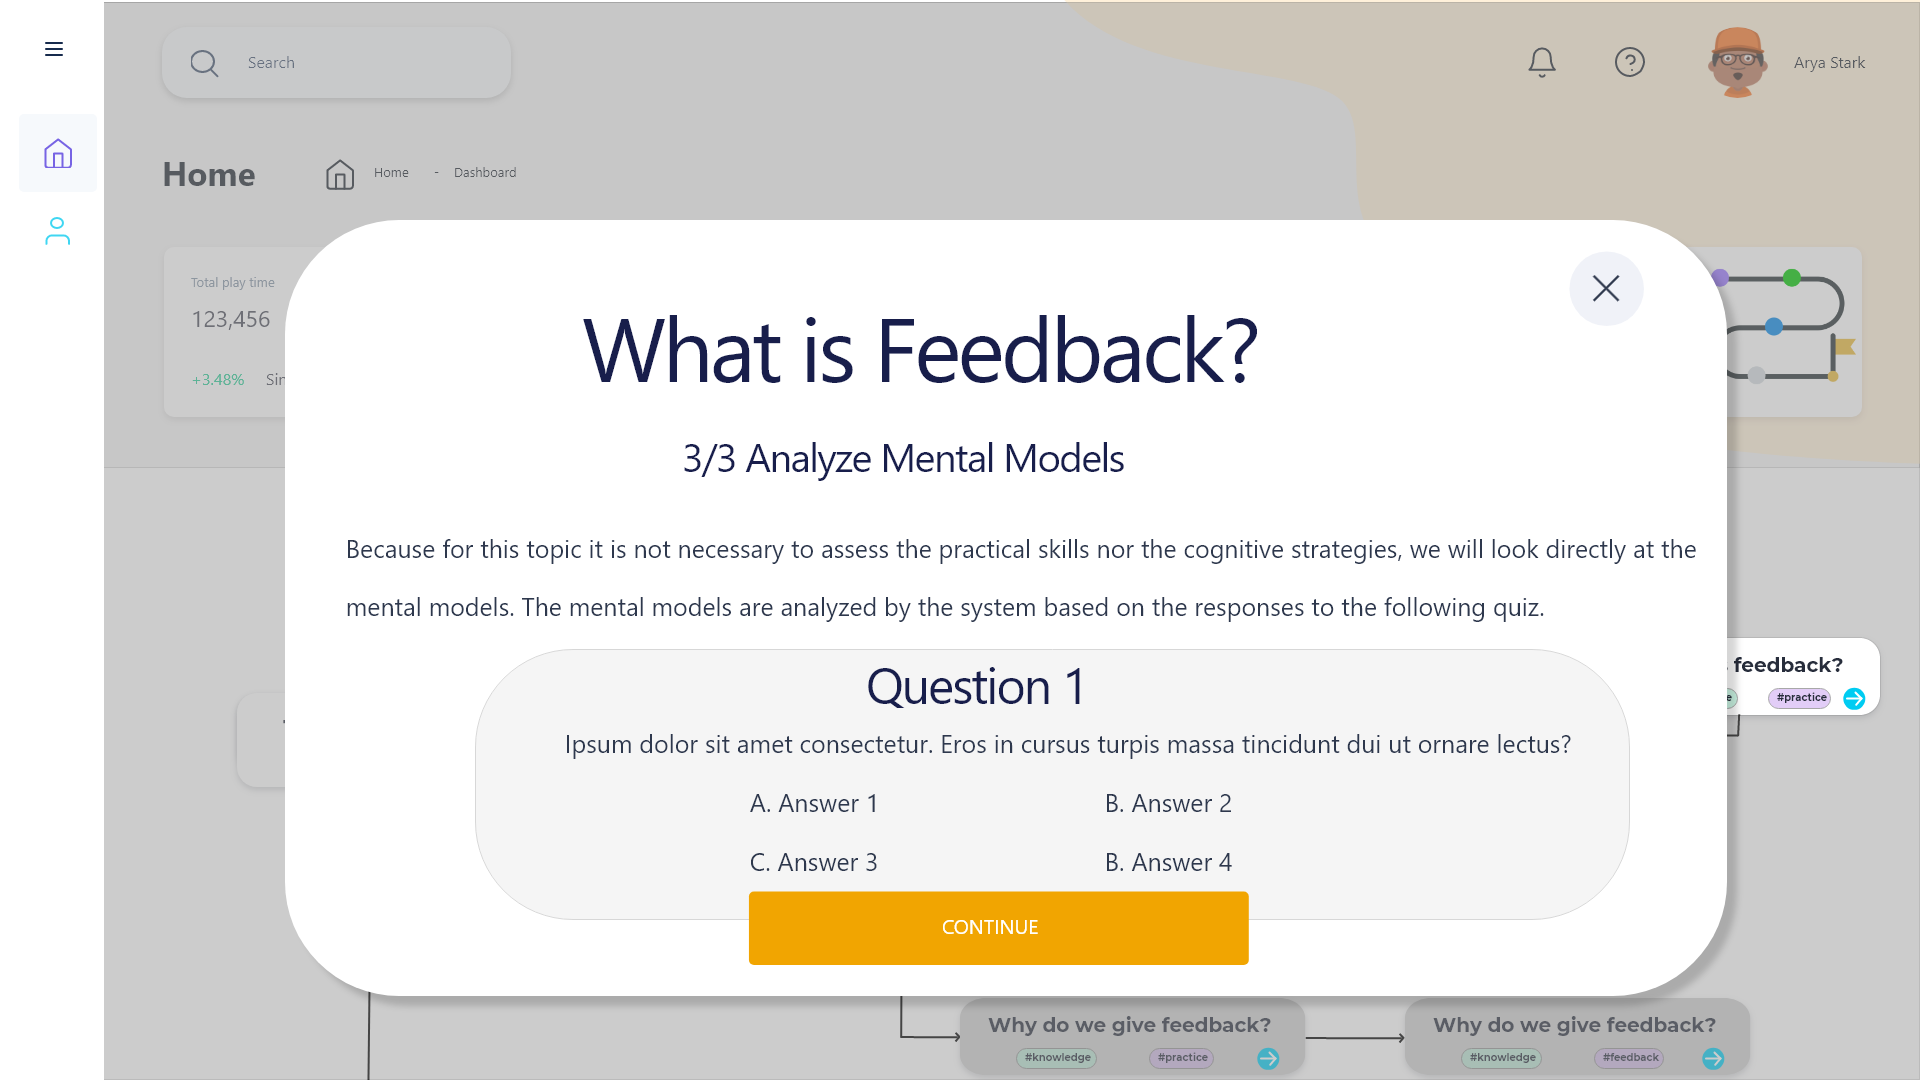 Search
Arya Stark
Home
Home - Dashboard
Total play time
123,456
+3.48%
What is Feedback?
3/3 Analyze Mental Models
Because for this topic it is not necessary to assess the practical skills nor the cognitive strategies, we will look directly at the
mental models. The mental models are analyzed by the system based on the responses to the following quiz.
Question 1
Ipsum dolor sit amet consectetur. Eros in cursus turpis massa tincidunt dui ut ornare lectus?
A. Answer 1
B. Answer 2
C. Answer 3
B. Answer 4
CONTINUE
feedback?
#practice
Why do we give feedback?
#knowledge #practice
Why do we give feedback?
#knowledge #feedback